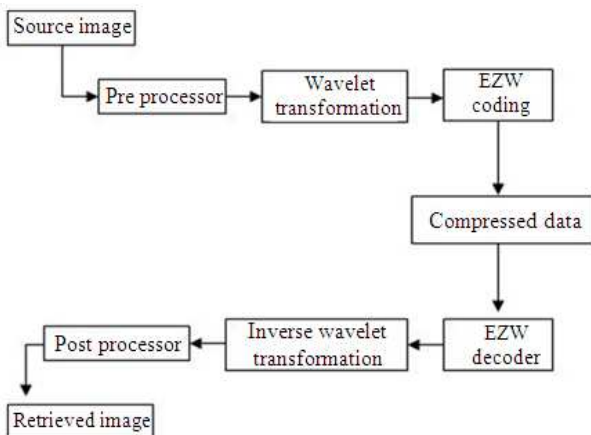 Source image
Pre processor
Wavelet
transformation
EZW
coding
Compressed data
EZW
decoder
Inverse wavelet
transformation
Post processor
Retrieved image